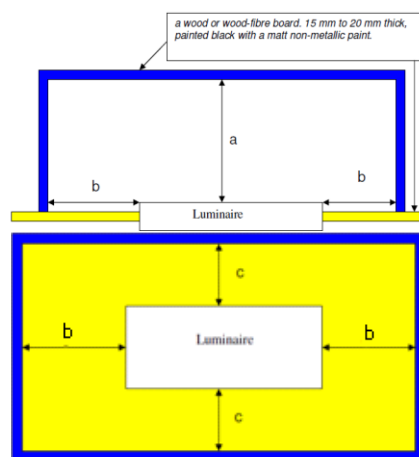 a wood or wood-fibre board. 15 mm to 20 mm thick,
painted black with a matt non-metallic paint.
a
b
b
Luminaire
c
b
Luminaire
b
c